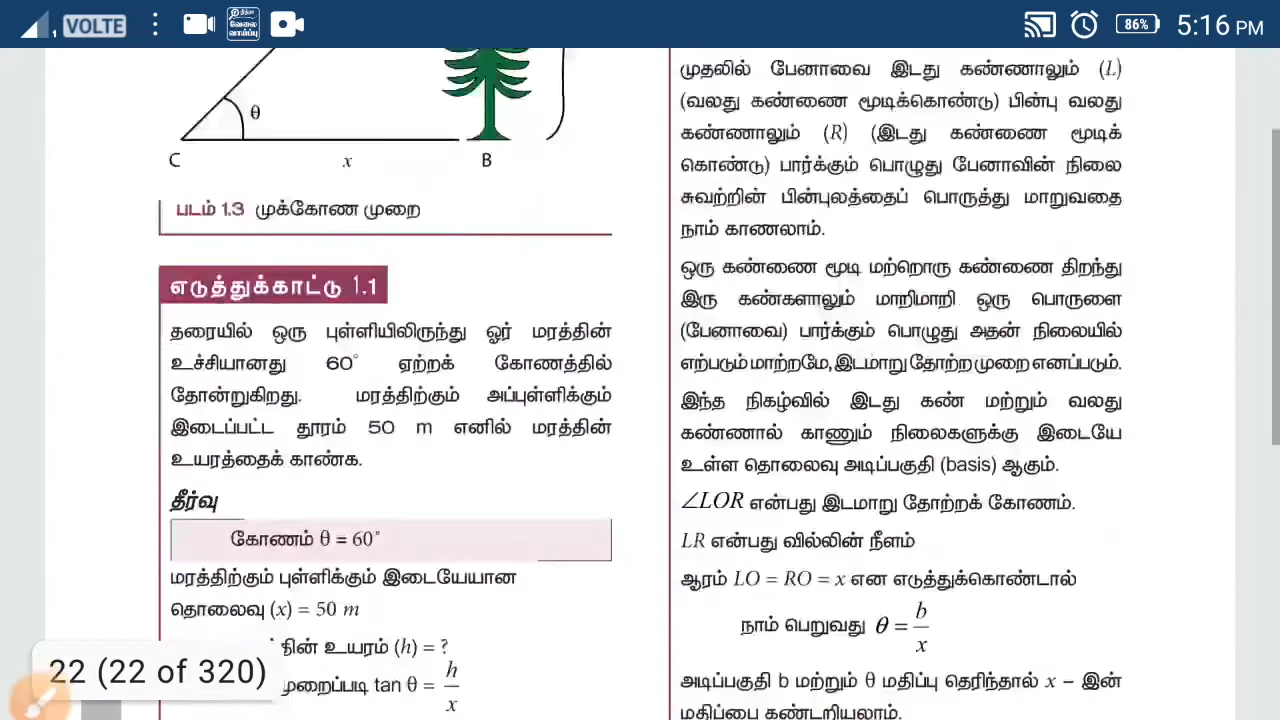 VOLTE
86%
5:16 PM
θ
C
x
B
படம் 1.3 முக்கோண முறை
எடுத்துக்காட்டு 1.1
தரையில் ஒரு புள்ளியிலிருந்து ஓர் மரத்தின்
உச்சியானது 60° ஏற்றக் கோணத்தில்
தோன்றுகிறது. மரத்திற்கும் அப்புள்ளிக்கும்
இடைப்பட்ட தூரம் 50 m எனில் மரத்தின்
உயரத்தைக் காண்க.
தீர்வு
கோணம் θ = 60°
மரத்திற்கும் புள்ளிக்கும் இடையேயான
தொலைவு (x) = 50 m
தின் உயரம் (h) = ?
முறைப்படி tan θ = h/x
22 (22 of 320)
முதலில் பேனாவை இடது கண்ணாலும் (L)
(வலது கண்ணை மூடிக்கொண்டு) பின்பு வலது
கண்ணாலும் (R) (இடது கண்ணை மூடிக்
கொண்டு) பார்க்கும் பொழுது பேனாவின் நிலை
சுவற்றின் பின்புலத்தைப் பொருத்து மாறுவதை
நாம் காணலாம்.
ஒரு கண்ணை மூடி மற்றொரு கண்ணை திறந்து
இரு கண்களாலும் மாறிமாறி ஒரு பொருளை
(பேனாவை) பார்க்கும் பொழுது அதன் நிலையில்
எற்படும் மாற்றமே, இடமாறு தோற்ற முறை எனப்படும்.
இந்த நிகழ்வில் இடது கண் மற்றும் வலது
கண்ணால் காணும் நிலைகளுக்கு இடையே
உள்ள தொலைவு அடிப்பகுதி (basis) ஆகும்.
∠LOR என்பது இடமாறு தோற்றக் கோணம்.
LR என்பது வில்லின் நீளம்
ஆரம் LO = RO = x என எடுத்துக்கொண்டால்
நாம் பெறுவது θ = b/x
அடிப்பகுதி b மற்றும் θ மதிப்பு தெரிந்தால் x – இன்
மதிப்பை கண்டறியலாம்.